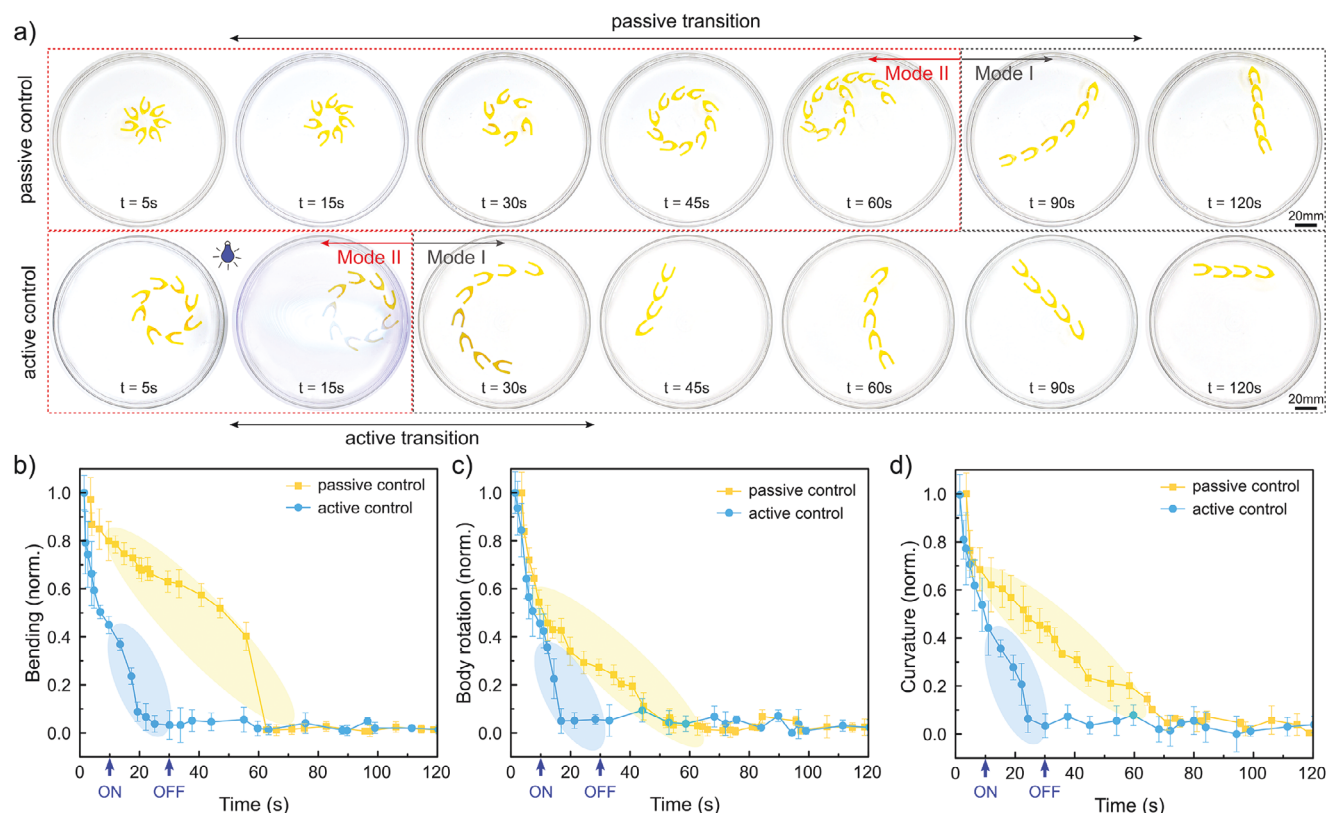 passive transition
a)
Mode II
Mode I
passive control
t = 5s
t = 15s
t = 30s
t = 45s
t = 60s
t = 90s
t = 120s
20mm
Mode II
Mode I
active control
t = 5s
t = 15s
t = 30s
t = 45s
t = 60s
t = 90s
t = 120s
20mm
active transition
b)
passive control
active control
Bending (norm.)
1.0
0.8
0.6
0.4
0.2
0.0
0 20 40 60 80 100 120
ON
OFF
Time (s)
c)
passive control
active control
Body rotation (norm.)
1.0
0.8
0.6
0.4
0.2
0.0
0 20 40 60 80 100 120
ON
OFF
Time (s)
d)
passive control
active control
Curvature (norm.)
1.0
0.8
0.6
0.4
0.2
0.0
0 20 40 60 80 100 120
ON
OFF
Time (s)